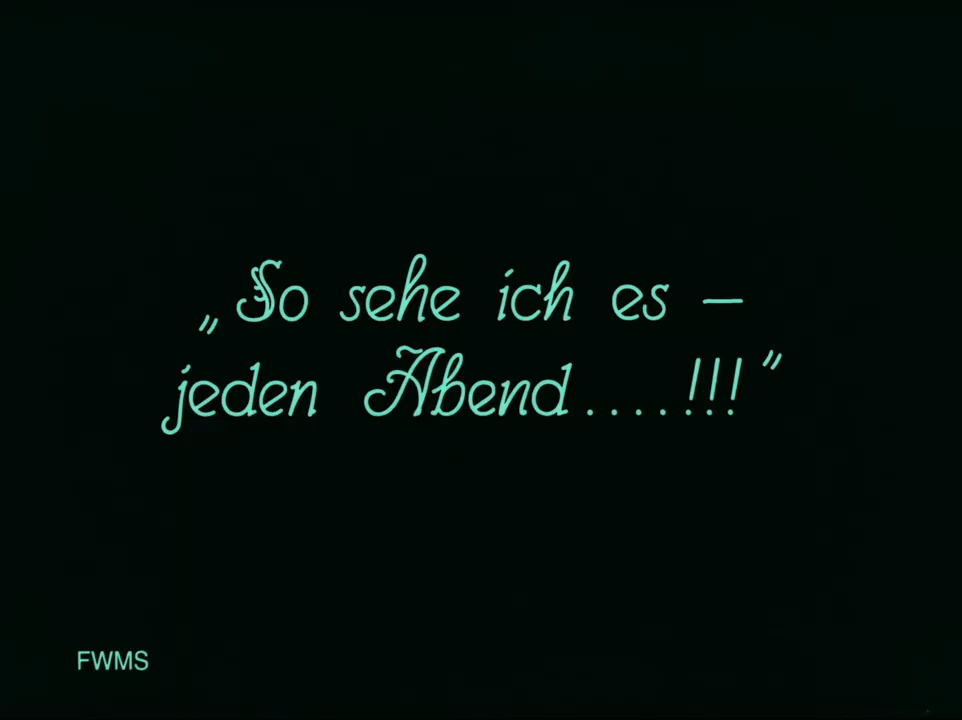 „So sehe ich es –
jeden Abend....!!!”
FWMS